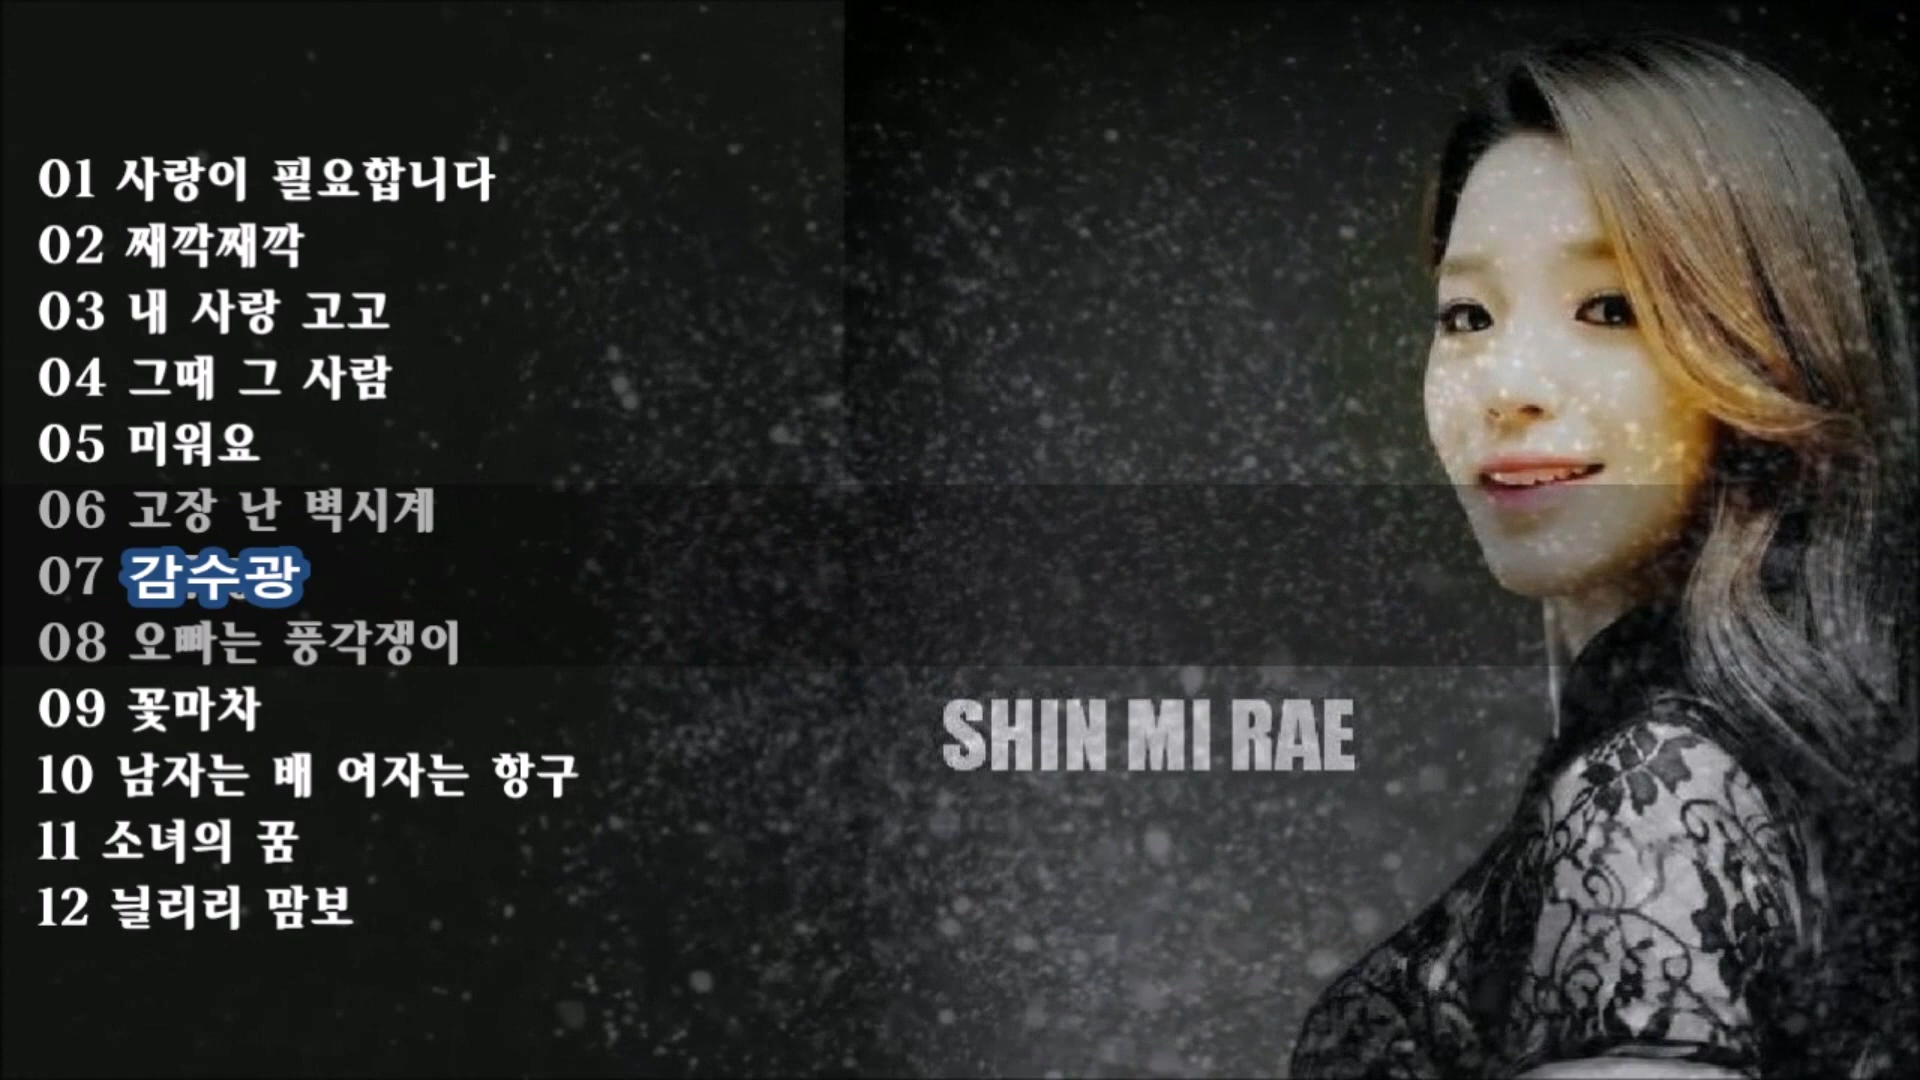 01 사랑이 필요합니다
02 째깍째깍
03 내 사랑 고고
04 그때 그 사람
05 미워요
06 고장 난 벽시계
07 감수광
08 오빠는 풍각쟁이
09 꽃마차
10 남자는 배 여자는 항구
11 소녀의 꿈
12 닐리리 맘보
SHIN MI RAE